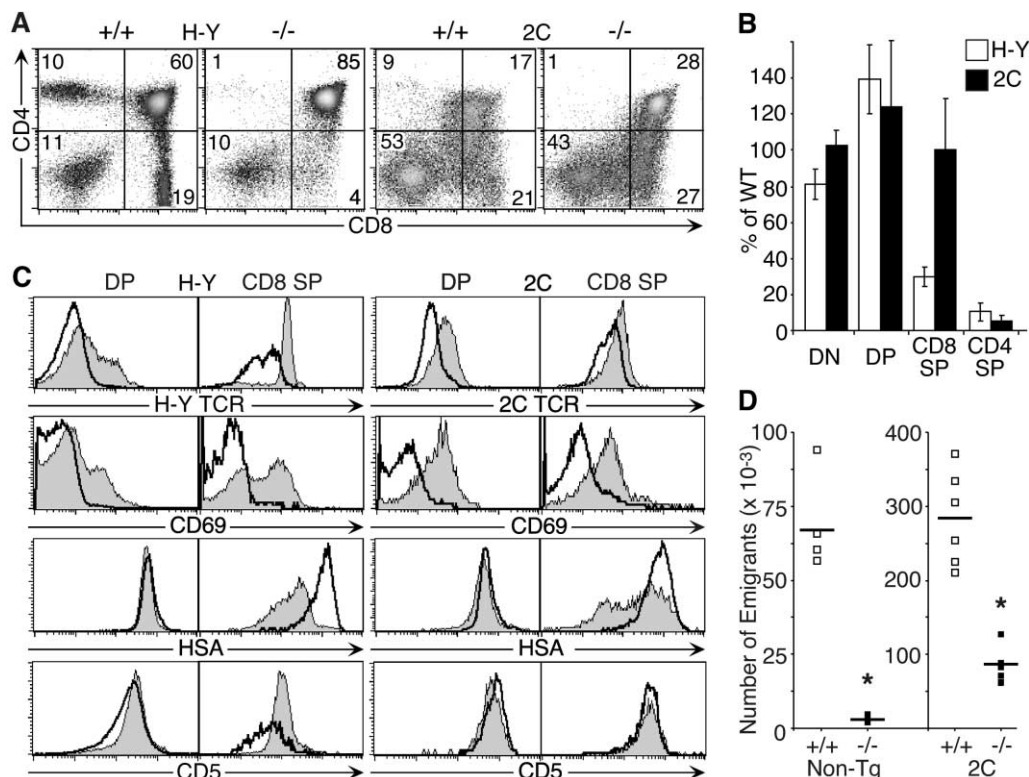 A
+/+ H-Y -/- +/+ 2C -/-
10 60 1 85 9 17 1 28
11 19 10 4 53 21 43 27
CD4
CD8
B
% of WT
140
120
100
80
60
40
20
0
H-Y
2C
DN DP CD8 SP CD4 SP
C
DP H-Y CD8 SP DP 2C CD8 SP
H-Y TCR 2C TCR
CD69 CD69
HSA HSA
CD5 CD5
D
Number of Emigrants (x 10-3)
100 400
75 300
50 200
25 100
0 0
* *
+/+ -/- +/+ -/-
Non-Tg 2C